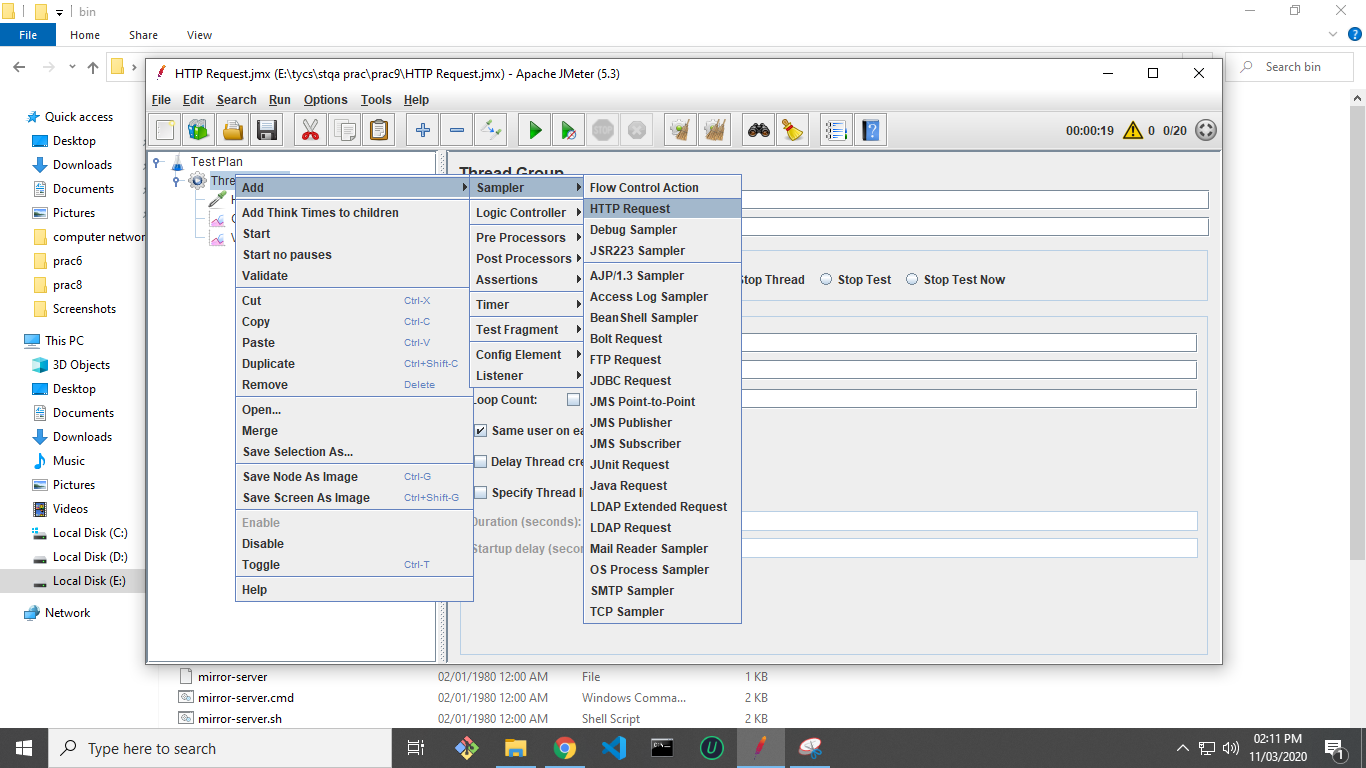 bin
File Home Share View
Search bin
HTTP Request.jmx (E:\tycs\stqa prac\prac9\HTTP Request.jmx) - Apache JMeter (5.3)
File Edit Search Run Options Tools Help
STOP
00:00:19 0 0/20
Quick access
Desktop
Downloads
Documents
Pictures
computer networ
prac6
prac8
Screenshots
This PC
3D Objects
Desktop
Documents
Downloads
Music
Pictures
Videos
Local Disk (C:)
Local Disk (D:)
Local Disk (E:)
Network
Test Plan
Thre
Thread Group
Add
Add Think Times to children
Start
Start no pauses
Validate
Cut Ctrl-X
Copy Ctrl-C
Paste Ctrl-V
Duplicate Ctrl+Shift-C
Remove Delete
Open...
Merge
Save Selection As...
Save Node As Image Ctrl-G
Save Screen As Image Ctrl+Shift-G
Enable
Disable
Toggle Ctrl-T
Help
Sampler
Logic Controller
Pre Processors
Post Processors
Assertions
Timer
Test Fragment
Config Element
Listener
Flow Control Action
HTTP Request
Debug Sampler
JSR223 Sampler
AJP/1.3 Sampler
Access Log Sampler
BeanShell Sampler
Bolt Request
FTP Request
JDBC Request
JMS Point-to-Point
JMS Publisher
JMS Subscriber
JUnit Request
Java Request
LDAP Extended Request
LDAP Request
Mail Reader Sampler
OS Process Sampler
SMTP Sampler
TCP Sampler
Stop Thread Stop Test Stop Test Now
Loop Count:
Same user on ea
Delay Thread cre
Specify Thread li
Duration (seconds):
Startup delay (secon
mirror-server 02/01/1980 12:00 AM File 1 KB
mirror-server.cmd 02/01/1980 12:00 AM Windows Comma... 2 KB
mirror-server.sh 02/01/1980 12:00 AM Shell Script 2 KB
Type here to search
02:11 PM
11/03/2020
1